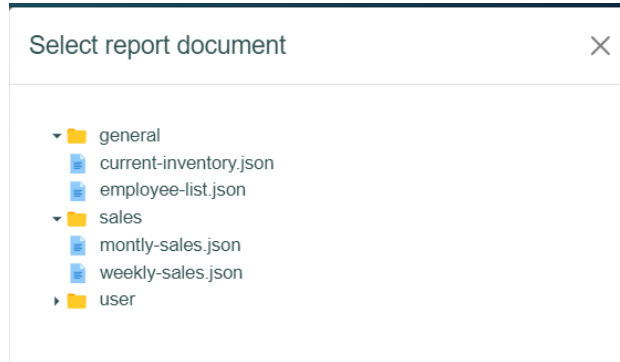 Select report document
general
current-inventory.json
employee-list.json
sales
montly-sales.json
weekly-sales.json
user